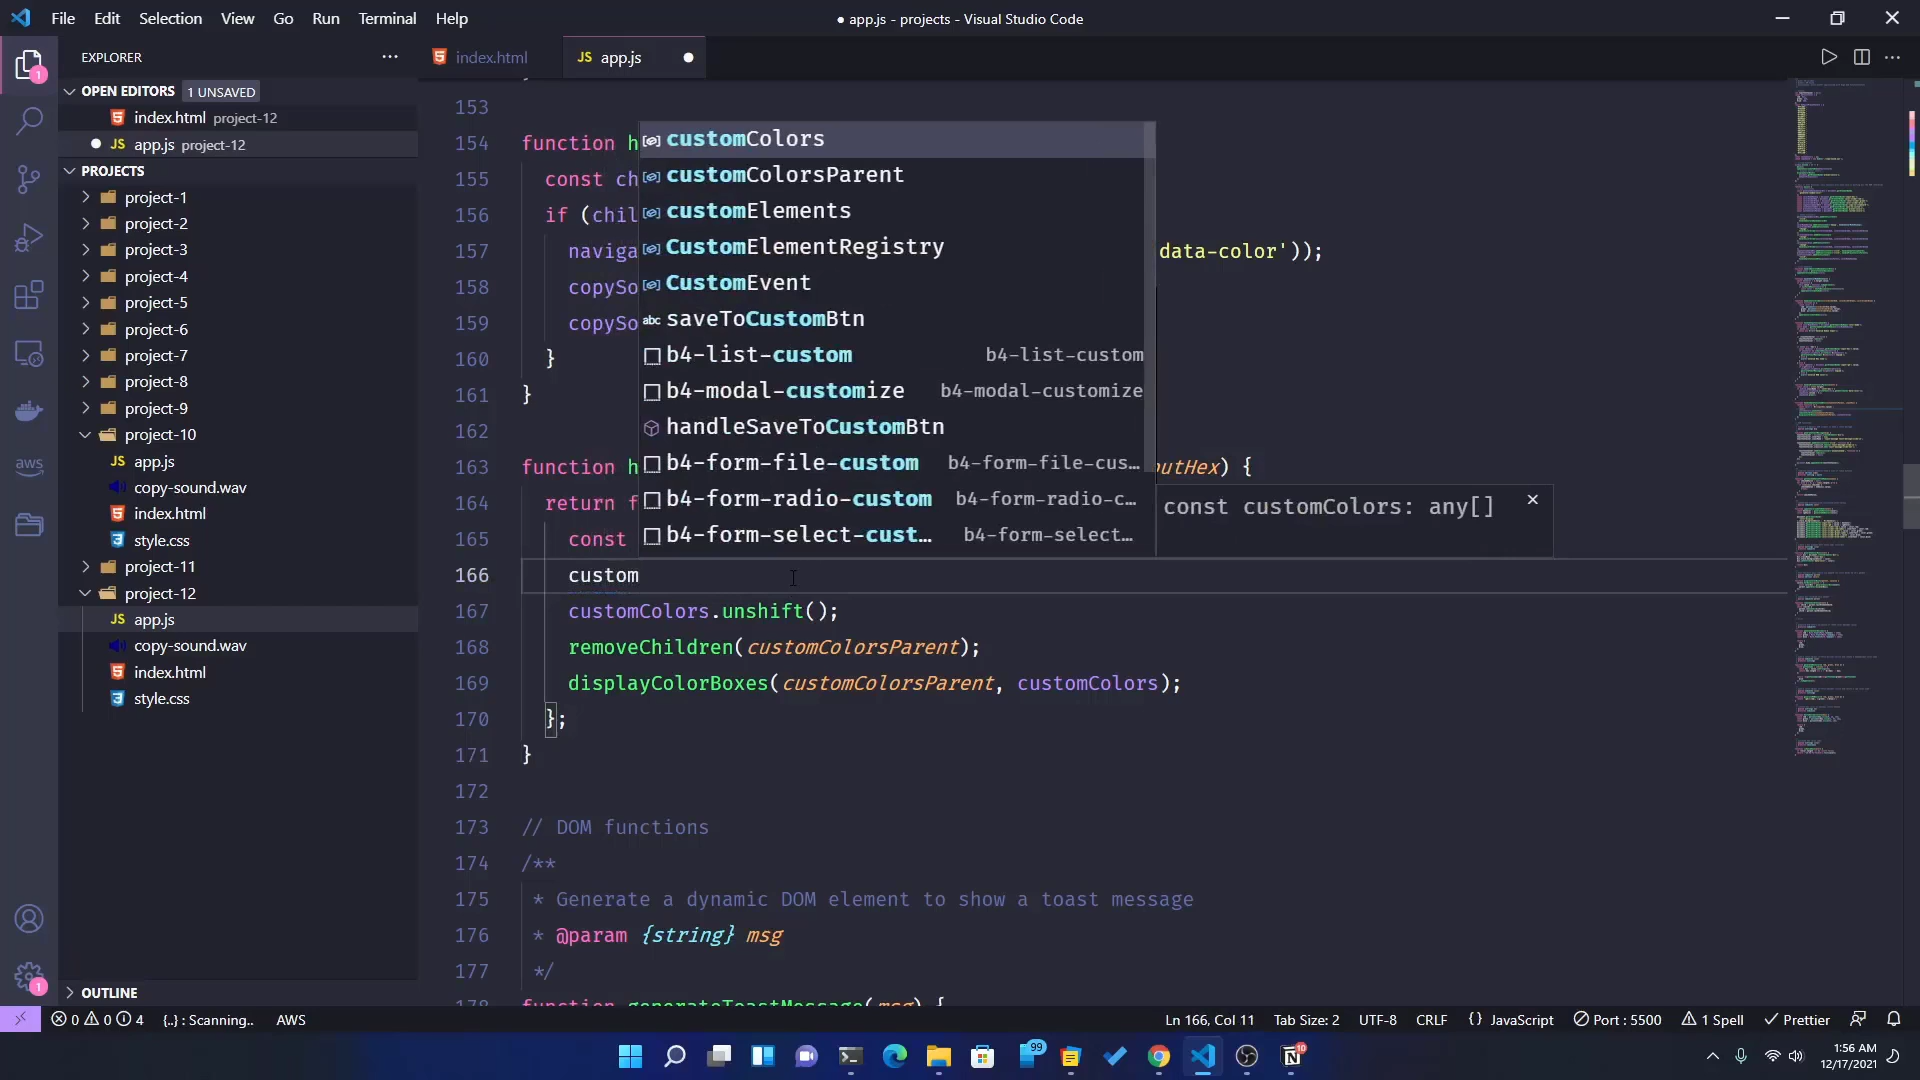 File Edit Selection View Go Run Terminal Help
● app.js - projects - Visual Studio Code
EXPLORER
index.html
JS app.js
OPEN EDITORS 1 UNSAVED
index.html project-12
JS app.js project-12
PROJECTS
project-1
project-2
project-3
project-4
project-5
project-6
project-7
project-8
project-9
project-10
JS app.js
copy-sound.wav
index.html
style.css
project-11
project-12
JS app.js
copy-sound.wav
index.html
style.css
OUTLINE
aws
1
1
153
154 function h
155 const ch
156 if (chil
157 naviga data-color'));
158 copySo
159 copySo
160 }
161 }
162
163 function h putHex) {
164 return f
165 const
166 custom
167 customColors.unshift();
168 removeChildren(customColorsParent);
169 displayColorBoxes(customColorsParent, customColors);
170 };
171 }
172
173 // DOM functions
174 /**
175 * Generate a dynamic DOM element to show a toast message
176 * @param {string} msg
177 */
178 function generateToastMessage(msg) {
customColors
customColorsParent
customElements
CustomElementRegistry
CustomEvent
abc saveToCustomBtn
b4-list-custom b4-list-custom
b4-modal-customize b4-modal-customize
handleSaveToCustomBtn
b4-form-file-custom b4-form-file-cus…
b4-form-radio-custom b4-form-radio-c…
b4-form-select-cust… b4-form-select…
const customColors: any[]
0 0 4 {..} : Scanning.. AWS
Ln 166, Col 11 Tab Size: 2 UTF-8 CRLF {} JavaScript Port : 5500 1 Spell Prettier
99
10
1:56 AM
12/17/2021